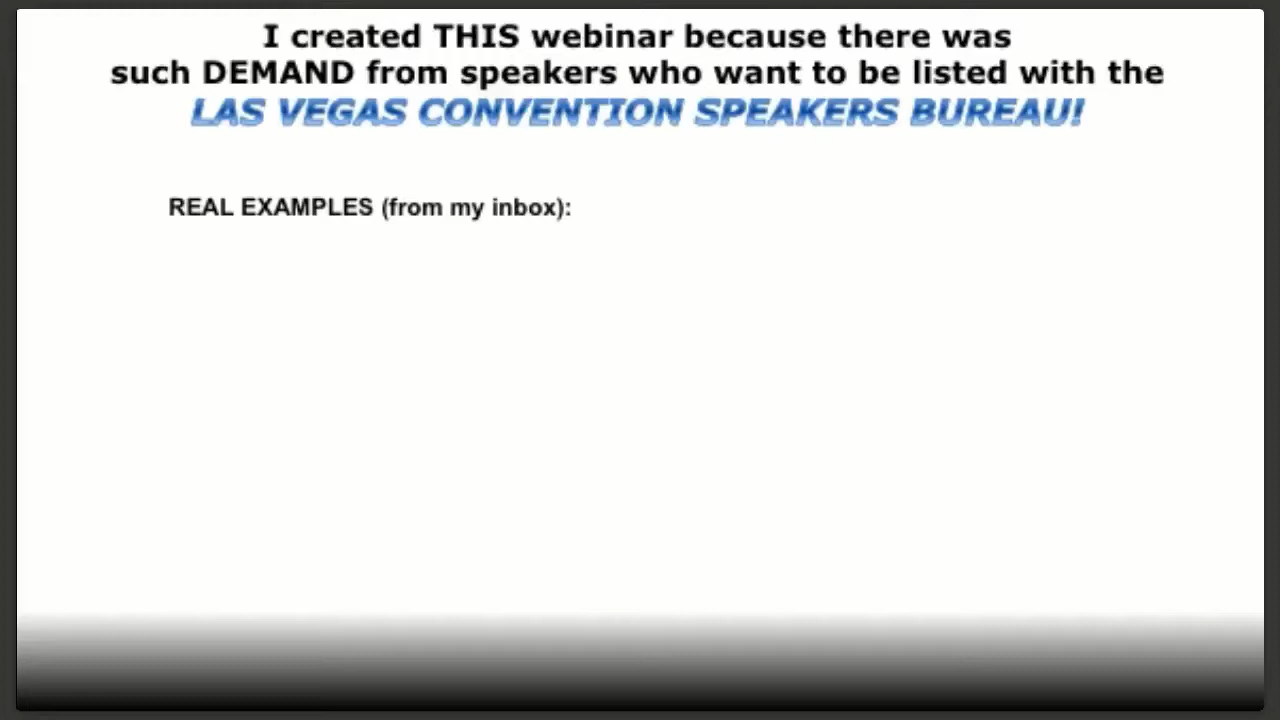 I created THIS webinar because there was
such DEMAND from speakers who want to be listed with the
LAS VEGAS CONVENTION SPEAKERS BUREAU!
REAL EXAMPLES (from my inbox):